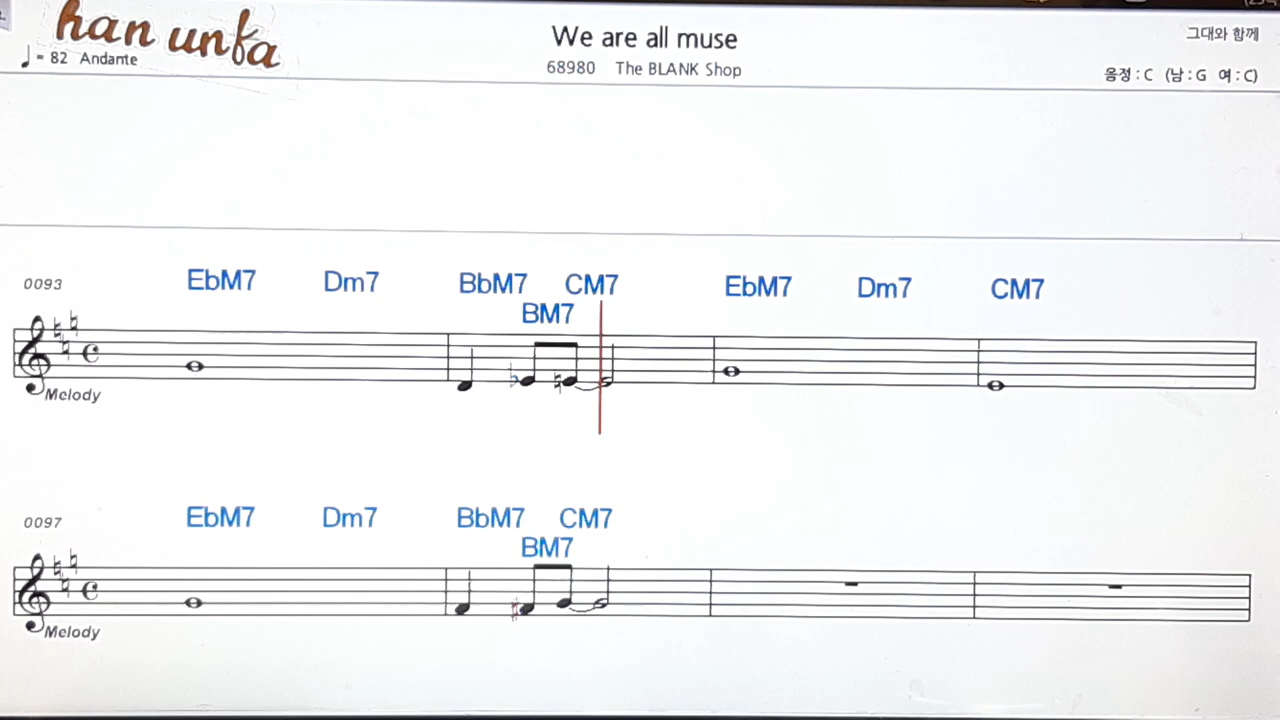 han unfa
We are all muse
그대와 함께
♩= 82 Andante
68980 The BLANK Shop
음정 : C (남 : G 여 : C)
0093
EbM7 Dm7 BbM7 CM7 EbM7 Dm7 CM7
BM7
Melody
0097
EbM7 Dm7 BbM7 CM7
BM7
Melody